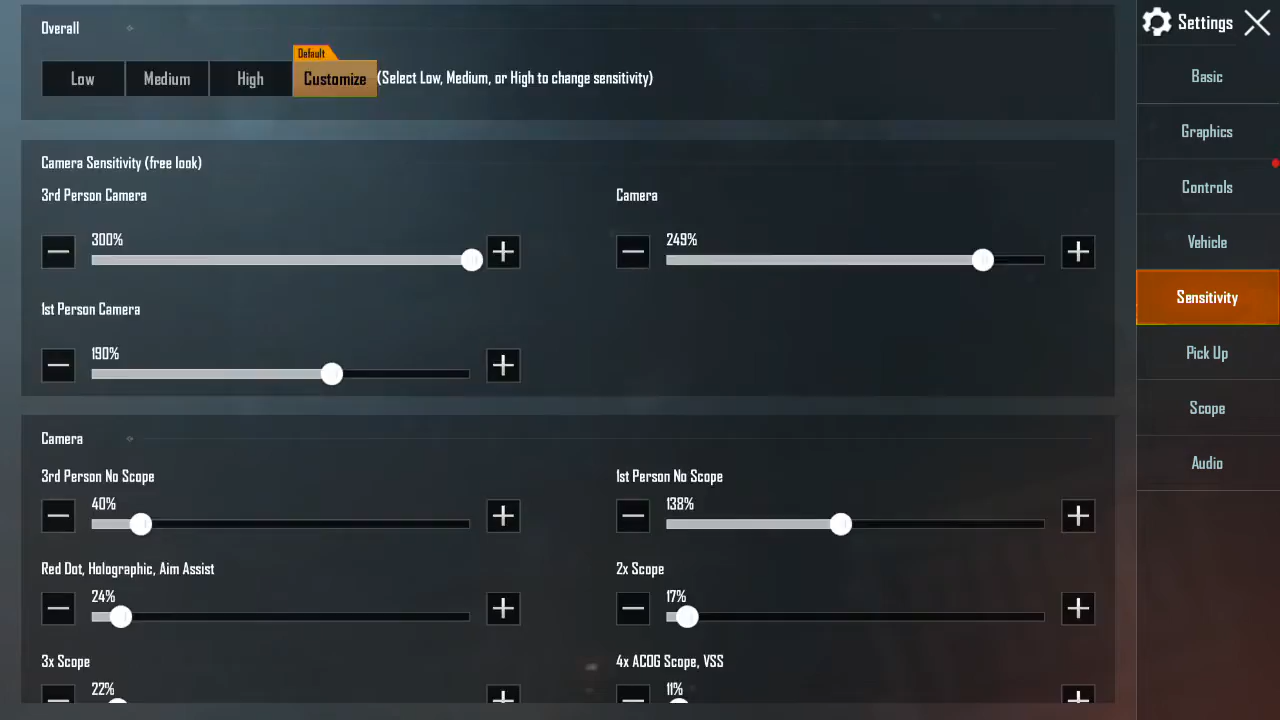 Overall
Default
Low Medium High Customize (Select Low, Medium, or High to change sensitivity)
Camera Sensitivity (free look)
3rd Person Camera Camera
300% 249%
1st Person Camera
190%
Camera
3rd Person No Scope 1st Person No Scope
40% 138%
Red Dot, Holographic, Aim Assist 2x Scope
24% 17%
3x Scope 4x ACOG Scope, VSS
22% 11%
Settings
Basic
Graphics
Controls
Vehicle
Sensitivity
Pick Up
Scope
Audio